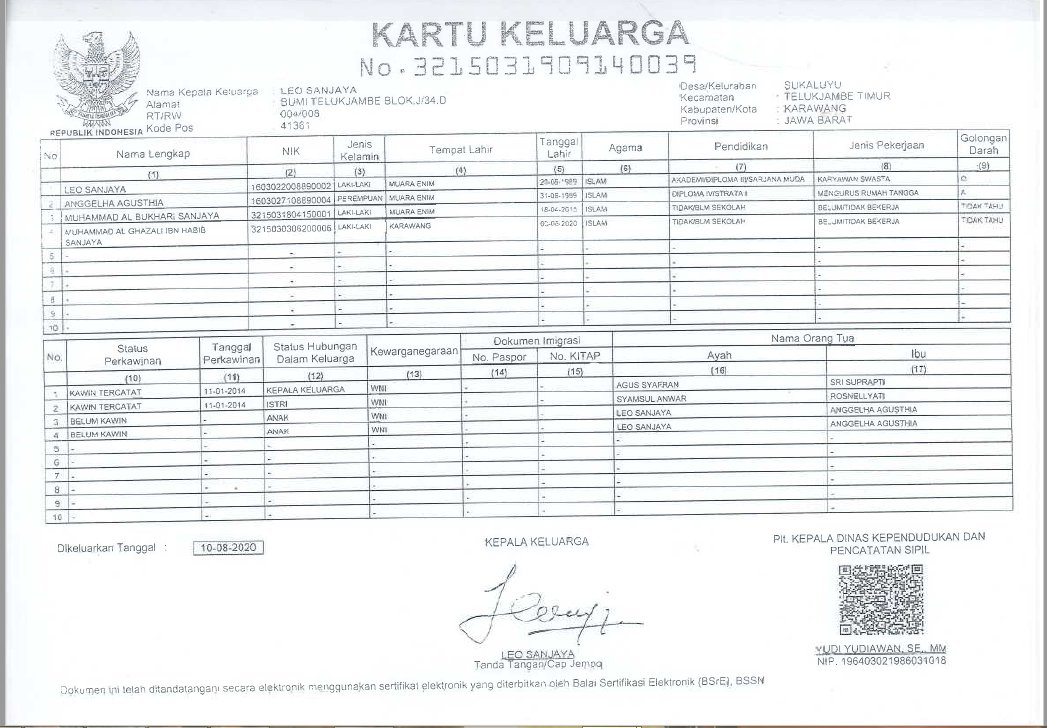 KARTU KELUARGA
No. 3215031909140039
REPUBLIK INDONESIA
Nama Kepala Keluarga : LEO SANJAYA
Alamat : BUMI TELUKJAMBE BLOK.J/34.D
RT/RW : 004/008
Kode Pos : 41361
Desa/Kelurahan : SUKALUYU
Kecamatan : TELUKJAMBE TIMUR
Kabupaten/Kota : KARAWANG
Provinsi : JAWA BARAT
No Nama Lengkap NIK Jenis Kelamin Tempat Lahir Tanggal Lahir Agama Pendidikan Jenis Pekerjaan Golongan Darah
(1) (2) (3) (4) (5) (6) (7) (8) (9)
LEO SANJAYA 1603022008890002 LAKI-LAKI MUARA ENIM ISLAM AKADEMI/DIPLOMA III/SARJANA MUDA KARYAWAN SWASTA
2 ANGGELHA AGUSTHIA 1603027108890004 PEREMPUAN MUARA ENIM 31-08-1989 ISLAM DIPLOMA IV/STRATA I MENGURUS RUMAH TANGGA A
3 MUHAMMAD AL BUKHARI SANJAYA 3215031804150001 LAKI-LAKI MUARA ENIM 18-04-2015 ISLAM TIDAK/BLM SEKOLAH BELUM/TIDAK BEKERJA TIDAK TAHU
4 MUHAMMAD AL GHAZALI IBN HABIB SANJAYA 3215030306200006 LAKI-LAKI KARAWANG 03-06-2020 ISLAM TIDAK/BLM SEKOLAH BELUM/TIDAK BEKERJA TIDAK TAHU
5 - - - - - - - -
6 - - - - - - - -
7 - - - - - - - -
8 - - - - - - - -
9 - - - - - - - -
10 - - - - - - - -
No. Status Perkawinan Tanggal Perkawinan Status Hubungan Dalam Keluarga Kewarganegaraan Dokumen Imigrasi No. Paspor No. KITAP Nama Orang Tua Ayah Ibu
(10) (11) (12) (13) (14) (15) (16) (17)
1 KAWIN TERCATAT 11-01-2014 KEPALA KELUARGA WNI - - AGUS SYAFRAN SRI SUPRAPTI
2 KAWIN TERCATAT 11-01-2014 ISTRI WNI - - SYAMSUL ANWAR ROSNELLYATI
3 BELUM KAWIN - ANAK WNI - - LEO SANJAYA ANGGELHA AGUSTHIA
4 BELUM KAWIN - ANAK WNI - - LEO SANJAYA ANGGELHA AGUSTHIA
5 - - - - - - - -
6 - - - - - - - -
7 - - - - - - - -
8 - - - - - - - -
9 - - - - - - - -
10 - - - - - - - -
Dikeluarkan Tanggal : 10-08-2020
KEPALA KELUARGA
LEO SANJAYA
Tanda Tangan/Cap Jempol
Plt. KEPALA DINAS KEPENDUDUKAN DAN
PENCATATAN SIPIL
YUDI YUDIAWAN, SE., MM
NIP. 196403021986031018
Dokumen ini telah ditandatangani secara elektronik menggunakan sertifikat elektronik yang diterbitkan oleh Balai Sertifikasi Elektronik (BSrE), BSSN